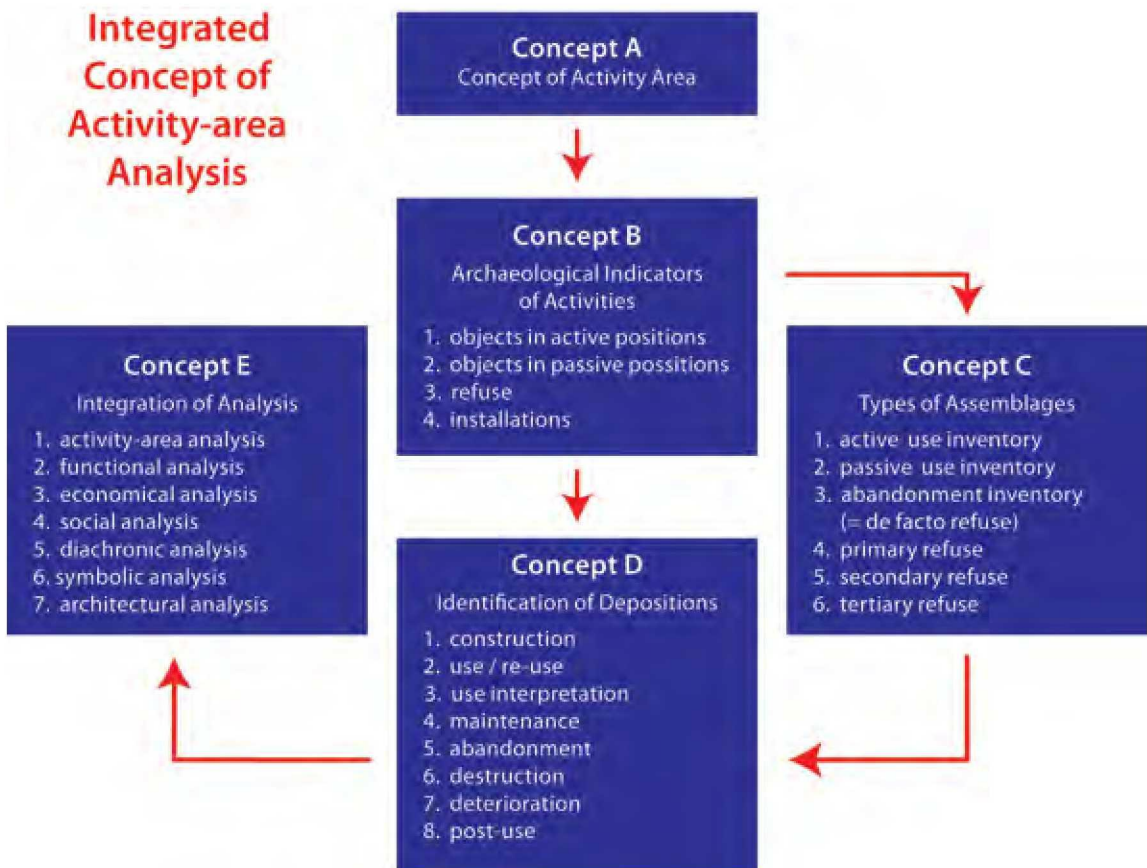 Integrated
Concept of
Activity-area
Analysis
Concept A
Concept of Activity Area
Concept B
Archaeological Indicators
of Activities
1. objects in active positions
2. objects in passive possitions
3. refuse
4. installations
Concept C
Types of Assemblages
1. active use inventory
2. passive use inventory
3. abandonment inventory
(= de facto refuse)
4. primary refuse
5. secondary refuse
6. tertiary refuse
Concept D
Identification of Depositions
1. construction
2. use / re-use
3. use interpretation
4. maintenance
5. abandonment
6. destruction
7. deterioration
8. post-use
Concept E
Integration of Analysis
1. activity-area analysis
2. functional analysis
3. economical analysis
4. social analysis
5. diachronic analysis
6. symbolic analysis
7. architectural analysis